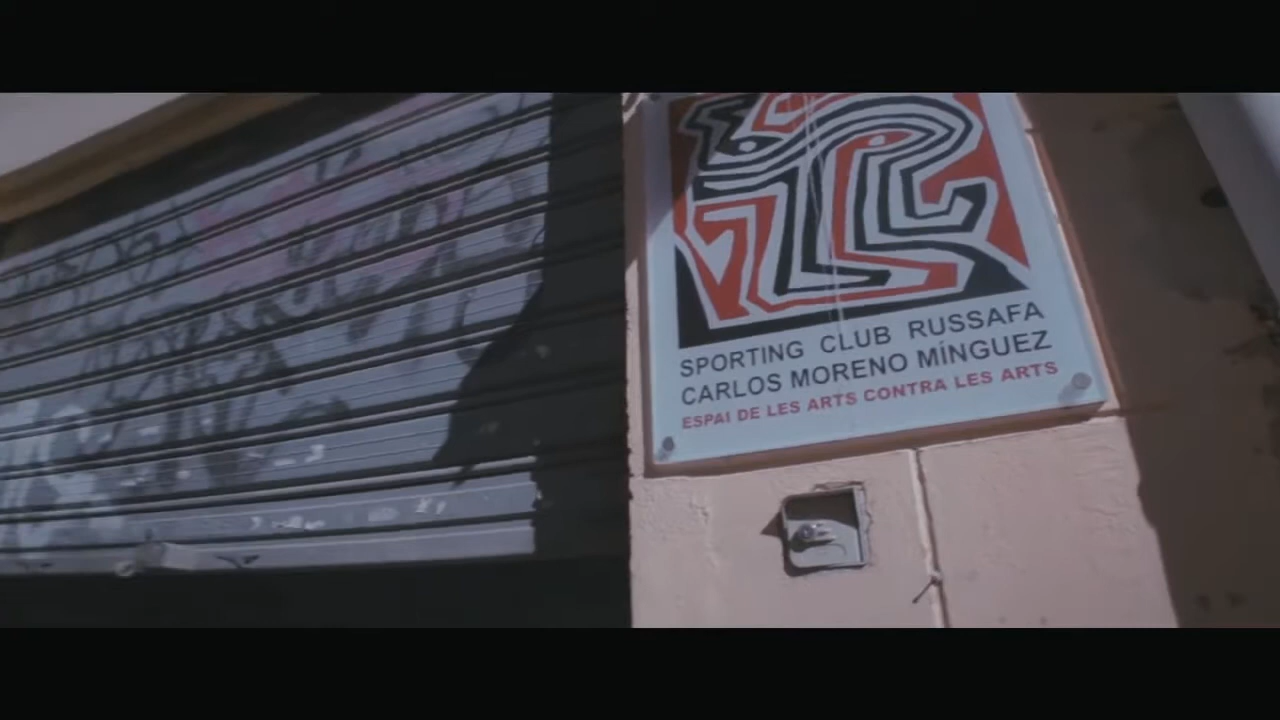 SPORTING CLUB RUSSAFA
CARLOS MORENO MÍNGUEZ
ESPAI DE LES ARTS CONTRA LES ARTS